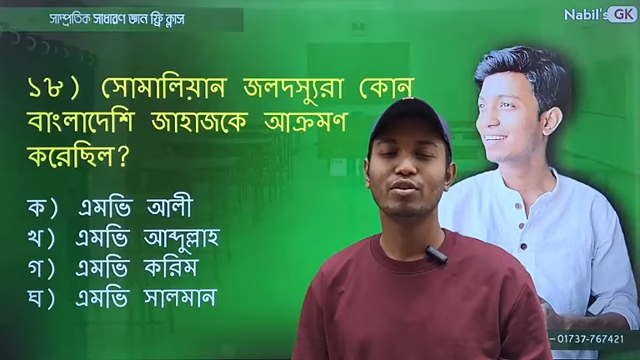 সাম্প্রতিক সাধারণ জ্ঞান ফ্রি ক্লাস
Nabil's GK
১৮) সোমালিয়ান জলদস্যুরা কোন
বাংলাদেশি জাহাজকে আক্রমণ
করেছিল?
ক) এমভি আলী
খ) এমভি আব্দুল্লাহ
গ) এমভি করিম
ঘ) এমভি সালমান
– 01737-767421